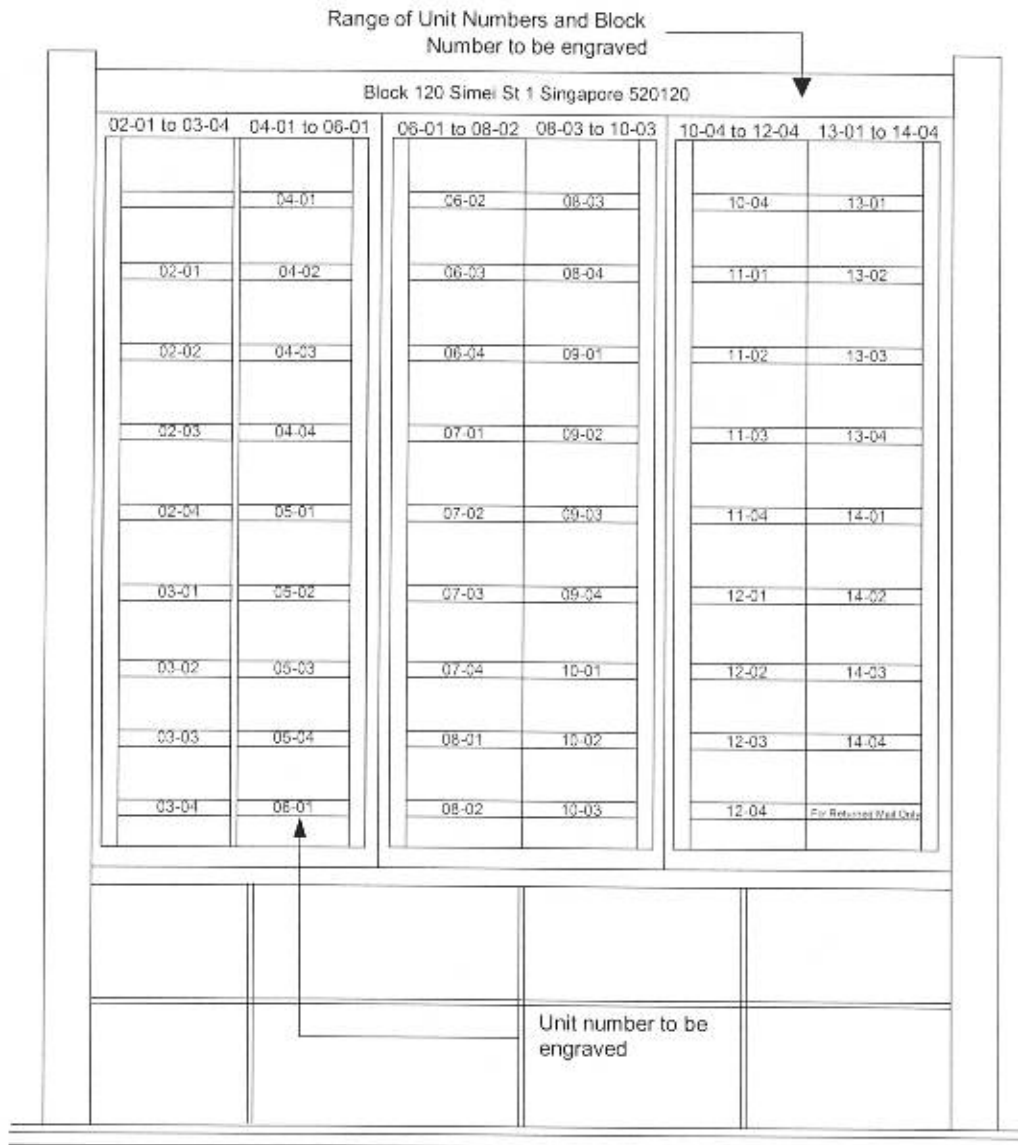 Range of Unit Numbers and Block
Number to be engraved
Block 120 Simei St 1 Singapore 520120
02-01 to 03-04 04-01 to 06-01 06-01 to 08-02 08-03 to 10-03 10-04 to 12-04 13-01 to 14-04
04-01 06-02 08-03 10-04 13-01
02-01 04-02 06-03 08-04 11-01 13-02
02-02 04-03 06-04 09-01 11-02 13-03
02-03 04-04 07-01 09-02 11-03 13-04
02-04 05-01 07-02 09-03 11-04 14-01
03-01 05-02 07-03 09-04 12-01 14-02
03-02 05-03 07-04 10-01 12-02 14-03
03-03 05-04 08-01 10-02 12-03 14-04
03-04 06-01 08-02 10-03 12-04 For Returned Mail Only
Unit number to be
engraved